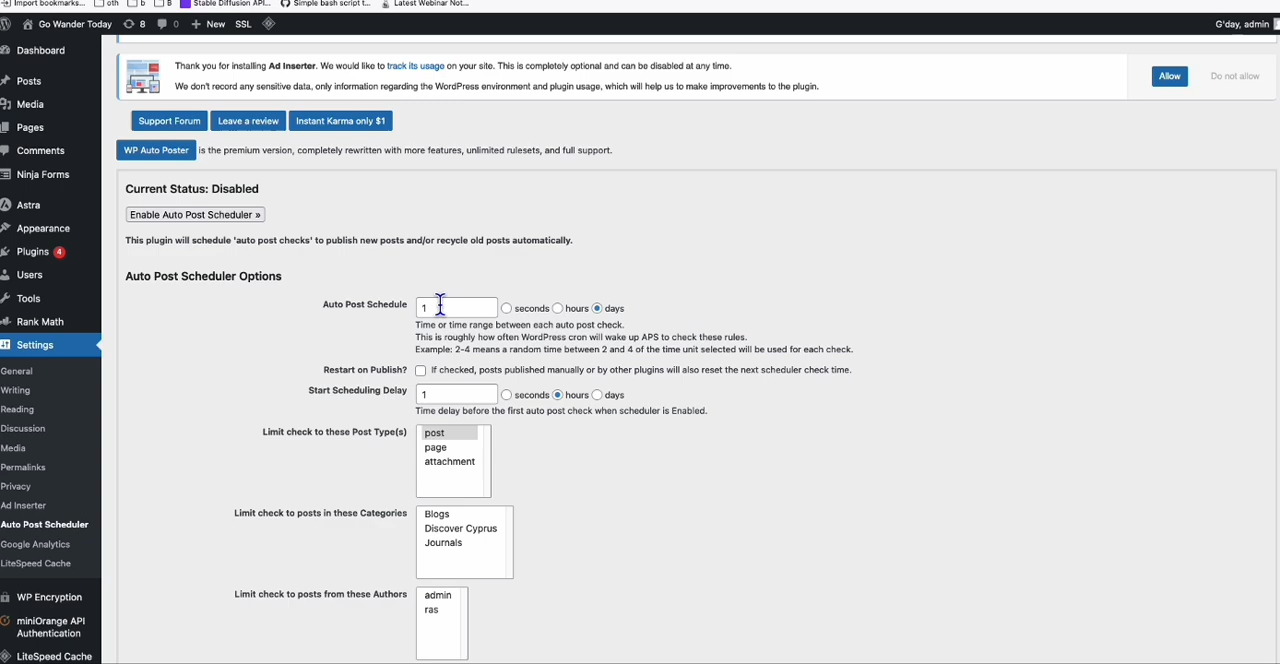 Import bookmarks... oth b B Stable Diffusion API... Simple bash script t... Latest Webinar Not...
Go Wander Today 8 0 New SSL G'day, admin
Dashboard
Posts
Media
Pages
Comments
Ninja Forms
Astra
Appearance
Plugins 4
Users
Tools
Rank Math
Settings
General
Writing
Reading
Discussion
Media
Permalinks
Privacy
Ad Inserter
Auto Post Scheduler
Google Analytics
LiteSpeed Cache
WP Encryption
miniOrange API
Authentication
LiteSpeed Cache
Thank you for installing Ad Inserter. We would like to track its usage on your site. This is completely optional and can be disabled at any time.
We don't record any sensitive data, only information regarding the WordPress environment and plugin usage, which will help us to make improvements to the plugin.
Allow Do not allow
Support Forum Leave a review Instant Karma only $1
WP Auto Poster is the premium version, completely rewritten with more features, unlimited rulesets, and full support.
Current Status: Disabled
Enable Auto Post Scheduler »
This plugin will schedule 'auto post checks' to publish new posts and/or recycle old posts automatically.
Auto Post Scheduler Options
Auto Post Schedule 1 seconds hours days
Time or time range between each auto post check.
This is roughly how often WordPress cron will wake up APS to check these rules.
Example: 2-4 means a random time between 2 and 4 of the time unit selected will be used for each check.
Restart on Publish? If checked, posts published manually or by other plugins will also reset the next scheduler check time.
Start Scheduling Delay 1 seconds hours days
Time delay before the first auto post check when scheduler is Enabled.
Limit check to these Post Type(s) post
page
attachment
Limit check to posts in these Categories Blogs
Discover Cyprus
Journals
Limit check to posts from these Authors admin
ras